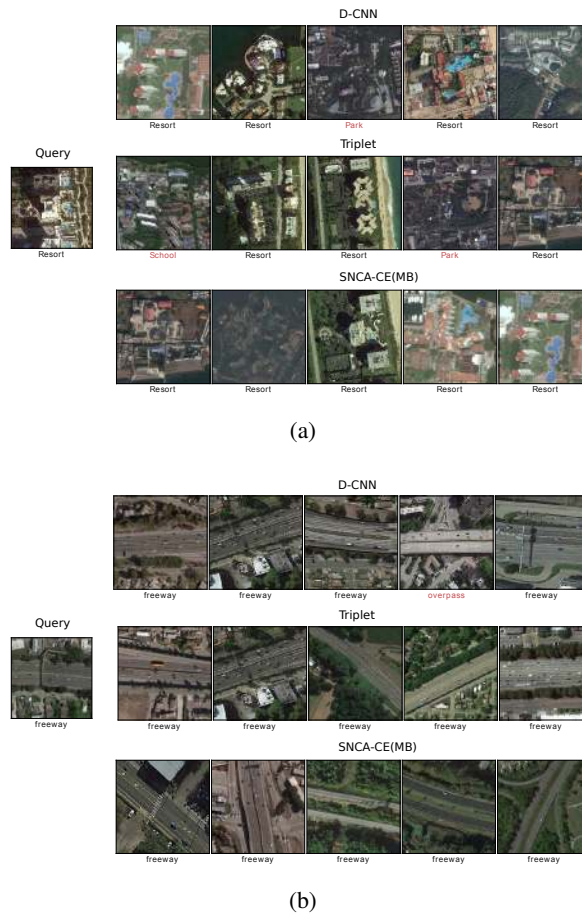 D-CNN
Resort Resort Park Resort Resort
Query
Resort
Triplet
School Resort Resort Park Resort
SNCA-CE(MB)
Resort Resort Resort Resort Resort
(a)
D-CNN
freeway freeway freeway overpass freeway
Query
freeway
Triplet
freeway freeway freeway freeway freeway
SNCA-CE(MB)
freeway freeway freeway freeway freeway
(b)